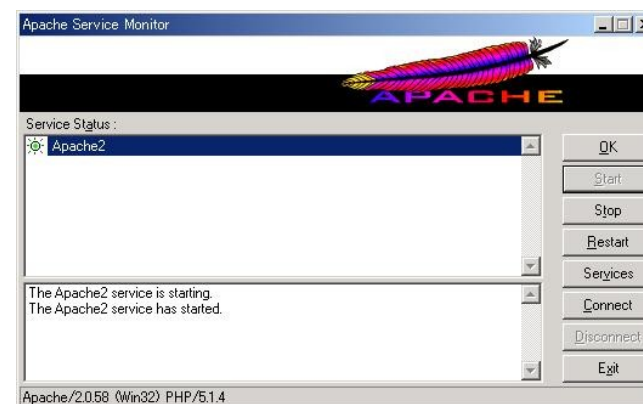 Apache Service Monitor
APACHE
Service Status :
Apache2
OK
Start
Stop
Restart
Services
Connect
Disconnect
Exit
The Apache2 service is starting.
The Apache2 service has started.
Apache/2.0.58 (Win32) PHP/5.1.4